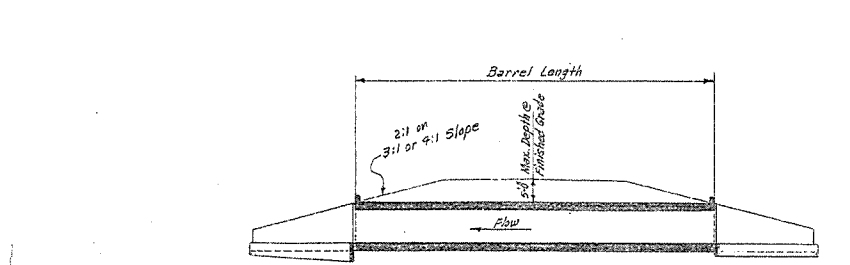 Barrel Length
2:1 on
3:1 or 4:1 Slope
5'-0" Max. Depth @
Finished Grade
Flow